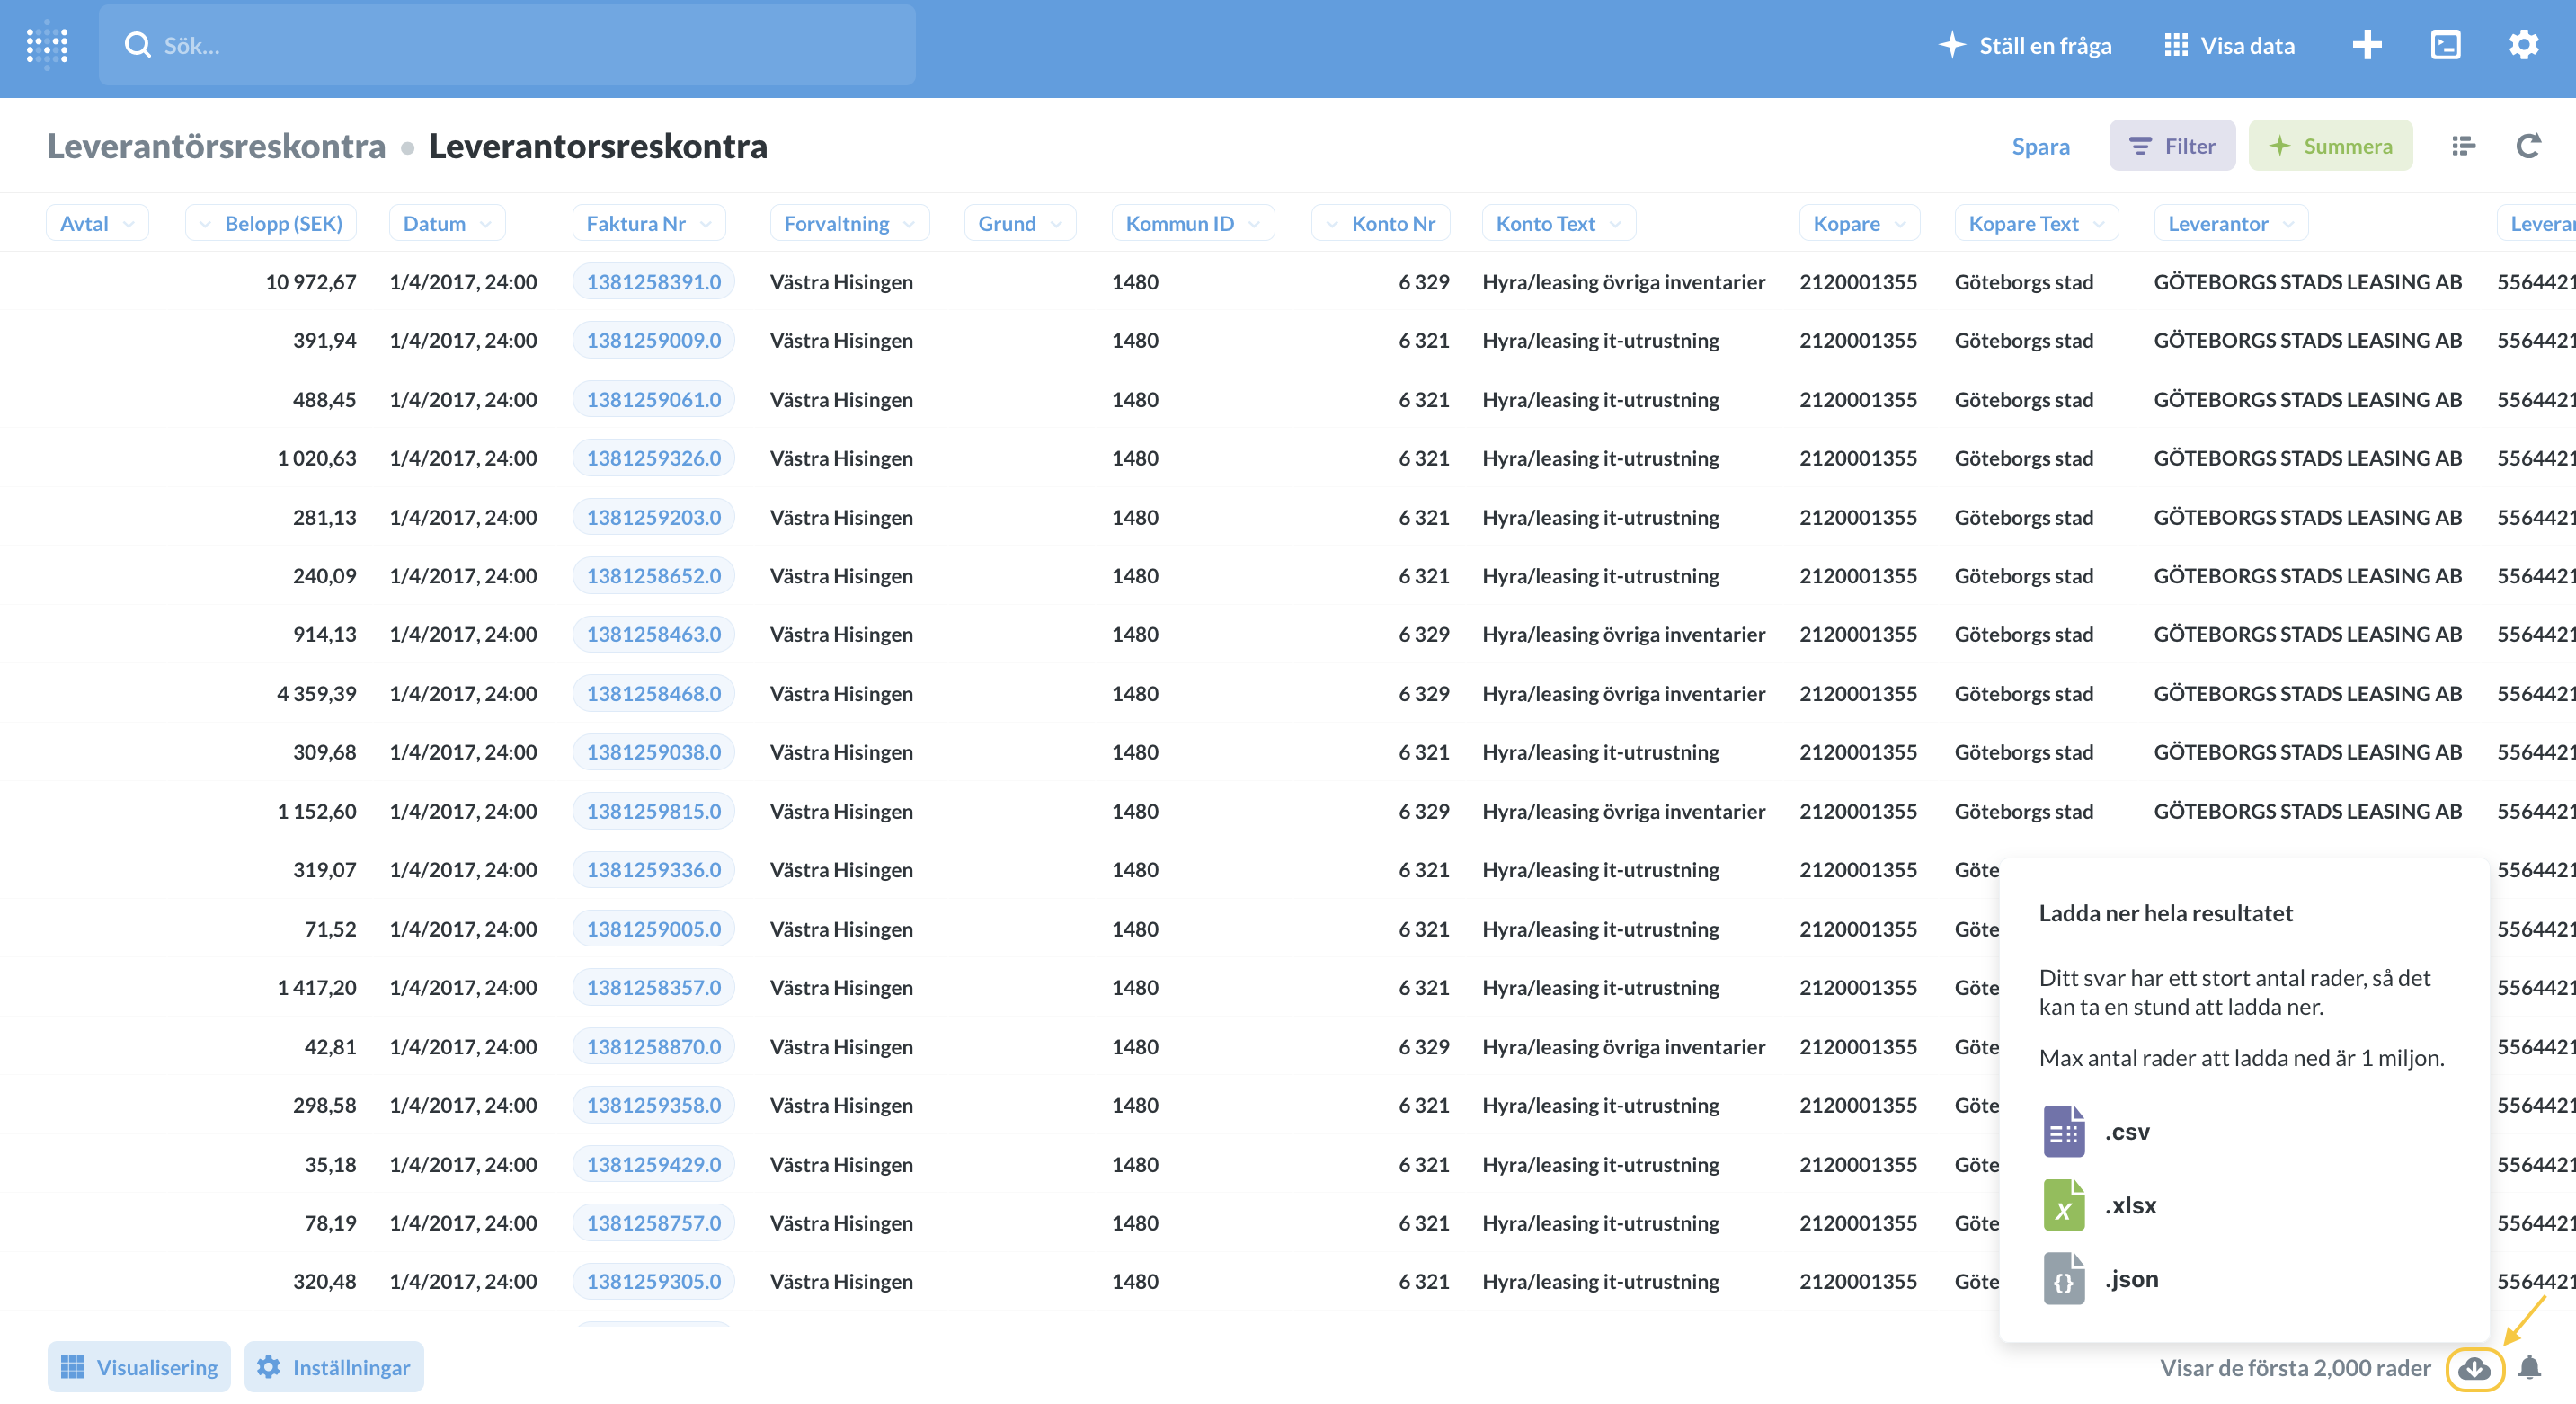 Sök...
Ställ en fråga Visa data
Leverantörsreskontra • Leverantorsreskontra Spara Filter Summera
Avtal Belopp (SEK) Datum Faktura Nr Forvaltning Grund Kommun ID Konto Nr Konto Text Kopare Kopare Text Leverantor Leverar
10 972,67 1/4/2017, 24:00 1381258391.0 Västra Hisingen 1480 6 329 Hyra/leasing övriga inventarier 2120001355 Göteborgs stad GÖTEBORGS STADS LEASING AB 5564421
391,94 1/4/2017, 24:00 1381259009.0 Västra Hisingen 1480 6 321 Hyra/leasing it-utrustning 2120001355 Göteborgs stad GÖTEBORGS STADS LEASING AB 5564421
488,45 1/4/2017, 24:00 1381259061.0 Västra Hisingen 1480 6 321 Hyra/leasing it-utrustning 2120001355 Göteborgs stad GÖTEBORGS STADS LEASING AB 5564421
1 020,63 1/4/2017, 24:00 1381259326.0 Västra Hisingen 1480 6 321 Hyra/leasing it-utrustning 2120001355 Göteborgs stad GÖTEBORGS STADS LEASING AB 5564421
281,13 1/4/2017, 24:00 1381259203.0 Västra Hisingen 1480 6 321 Hyra/leasing it-utrustning 2120001355 Göteborgs stad GÖTEBORGS STADS LEASING AB 5564421
240,09 1/4/2017, 24:00 1381258652.0 Västra Hisingen 1480 6 321 Hyra/leasing it-utrustning 2120001355 Göteborgs stad GÖTEBORGS STADS LEASING AB 5564421
914,13 1/4/2017, 24:00 1381258463.0 Västra Hisingen 1480 6 329 Hyra/leasing övriga inventarier 2120001355 Göteborgs stad GÖTEBORGS STADS LEASING AB 5564421
4 359,39 1/4/2017, 24:00 1381258468.0 Västra Hisingen 1480 6 329 Hyra/leasing övriga inventarier 2120001355 Göteborgs stad GÖTEBORGS STADS LEASING AB 5564421
309,68 1/4/2017, 24:00 1381259038.0 Västra Hisingen 1480 6 321 Hyra/leasing it-utrustning 2120001355 Göteborgs stad GÖTEBORGS STADS LEASING AB 5564421
1 152,60 1/4/2017, 24:00 1381259815.0 Västra Hisingen 1480 6 329 Hyra/leasing övriga inventarier 2120001355 Göteborgs stad GÖTEBORGS STADS LEASING AB 5564421
319,07 1/4/2017, 24:00 1381259336.0 Västra Hisingen 1480 6 321 Hyra/leasing it-utrustning 2120001355 Göte 5564421
71,52 1/4/2017, 24:00 1381259005.0 Västra Hisingen 1480 6 321 Hyra/leasing it-utrustning 2120001355 Göte 5564421
1 417,20 1/4/2017, 24:00 1381258357.0 Västra Hisingen 1480 6 321 Hyra/leasing it-utrustning 2120001355 Göte 5564421
42,81 1/4/2017, 24:00 1381258870.0 Västra Hisingen 1480 6 329 Hyra/leasing övriga inventarier 2120001355 Göte 5564421
298,58 1/4/2017, 24:00 1381259358.0 Västra Hisingen 1480 6 321 Hyra/leasing it-utrustning 2120001355 Göte 5564421
35,18 1/4/2017, 24:00 1381259429.0 Västra Hisingen 1480 6 321 Hyra/leasing it-utrustning 2120001355 Göte 5564421
78,19 1/4/2017, 24:00 1381258757.0 Västra Hisingen 1480 6 321 Hyra/leasing it-utrustning 2120001355 Göte 5564421
320,48 1/4/2017, 24:00 1381259305.0 Västra Hisingen 1480 6 321 Hyra/leasing it-utrustning 2120001355 Göte 5564421
Ladda ner hela resultatet
Ditt svar har ett stort antal rader, så det
kan ta en stund att ladda ner.
Max antal rader att ladda ned är 1 miljon.
.csv
.xlsx
.json
Visualisering Inställningar Visar de första 2,000 rader